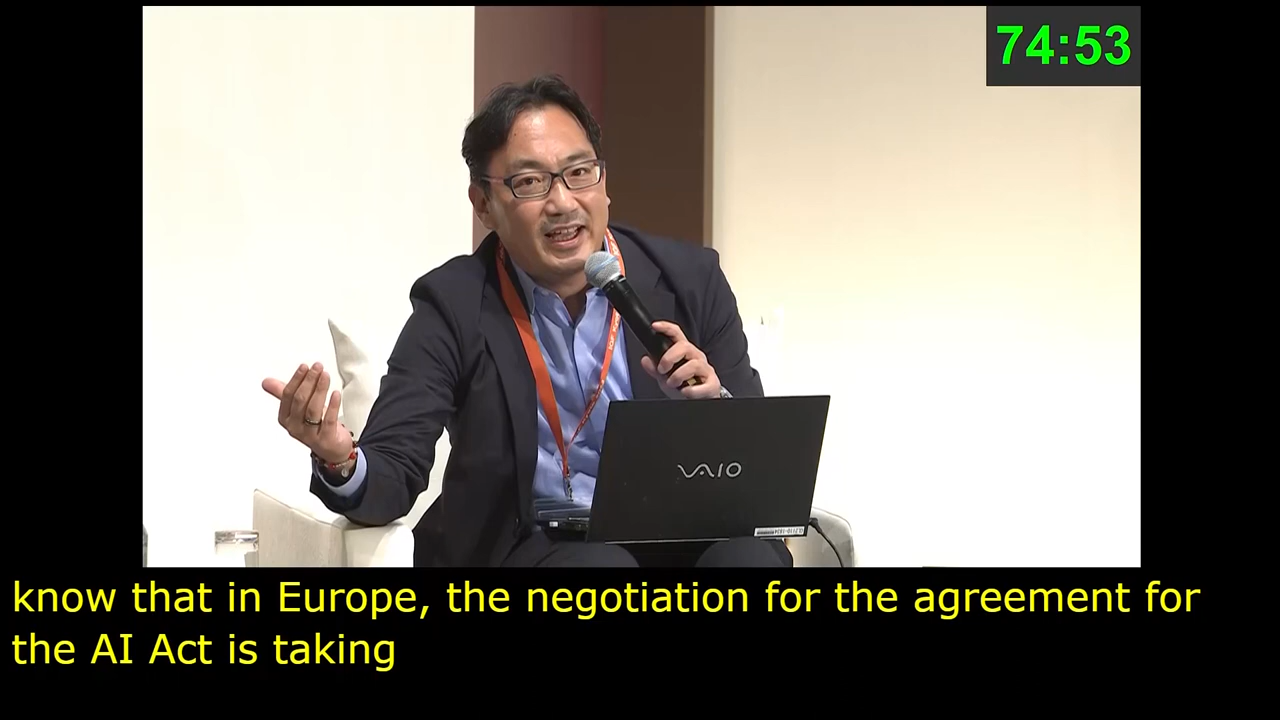 74:53
VAIO
know that in Europe, the negotiation for the agreement for
the AI Act is taking